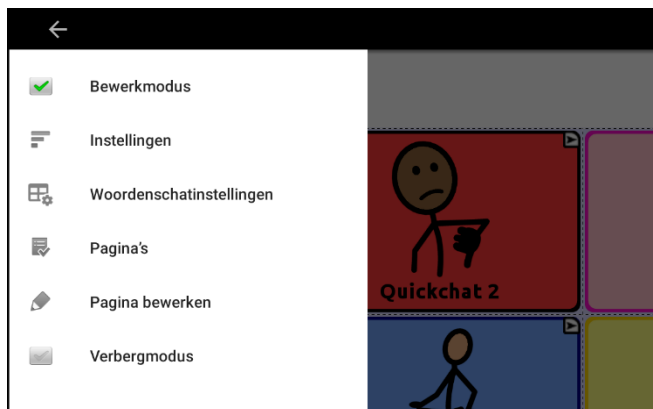 Bewerkmodus
Instellingen
Woordenschatinstellingen
Pagina's
Pagina bewerken
Verbergmodus
Quickchat 2